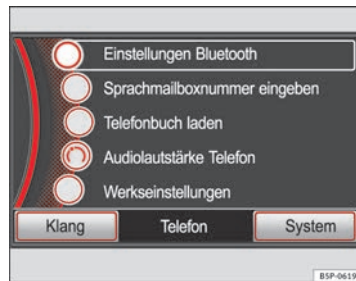 Einstellungen Bluetooth
Sprachmailboxnummer eingeben
Telefonbuch laden
Audiolautstärke Telefon
Werkseinstellungen
Klang Telefon System
B5P-0619